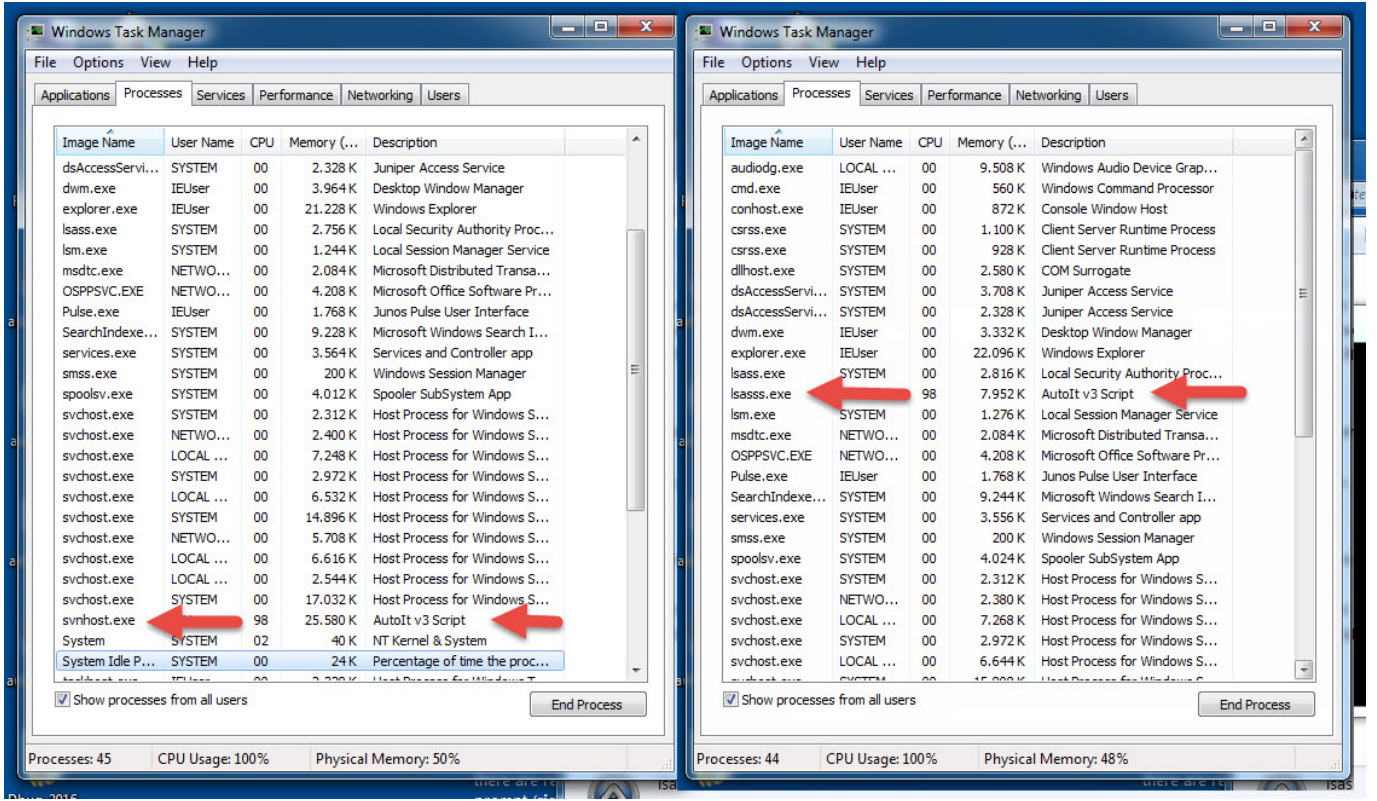 Windows Task Manager
File Options View Help
Applications Processes Services Performance Networking Users
Image Name User Name CPU Memory (... Description
dsAccessServi... SYSTEM 00 2.328 K Juniper Access Service
dwm.exe IEUser 00 3.964 K Desktop Window Manager
explorer.exe IEUser 00 21.228 K Windows Explorer
lsass.exe SYSTEM 00 2.756 K Local Security Authority Proc...
lsm.exe SYSTEM 00 1.244 K Local Session Manager Service
msdtc.exe NETWO... 00 2.084 K Microsoft Distributed Transa...
OSPPSVC.EXE NETWO... 00 4.208 K Microsoft Office Software Pr...
Pulse.exe IEUser 00 1.768 K Junos Pulse User Interface
SearchIndexe... SYSTEM 00 9.228 K Microsoft Windows Search I...
services.exe SYSTEM 00 3.564 K Services and Controller app
smss.exe SYSTEM 00 200 K Windows Session Manager
spoolsv.exe SYSTEM 00 4.012 K Spooler SubSystem App
svchost.exe SYSTEM 00 2.312 K Host Process for Windows S...
svchost.exe NETWO... 00 2.400 K Host Process for Windows S...
svchost.exe LOCAL ... 00 7.248 K Host Process for Windows S...
svchost.exe SYSTEM 00 2.972 K Host Process for Windows S...
svchost.exe LOCAL ... 00 6.532 K Host Process for Windows S...
svchost.exe SYSTEM 00 14.896 K Host Process for Windows S...
svchost.exe NETWO... 00 5.708 K Host Process for Windows S...
svchost.exe LOCAL ... 00 6.616 K Host Process for Windows S...
svchost.exe LOCAL ... 00 2.544 K Host Process for Windows S...
svchost.exe SYSTEM 00 17.032 K Host Process for Windows S...
svnhost.exe 98 25.580 K AutoIt v3 Script
System SYSTEM 02 40 K NT Kernel & System
System Idle P... SYSTEM 00 24 K Percentage of time the proc...
Show processes from all users
End Process
Processes: 45 CPU Usage: 100% Physical Memory: 50%
Windows Task Manager
File Options View Help
Applications Processes Services Performance Networking Users
Image Name User Name CPU Memory (... Description
audiodg.exe LOCAL ... 00 9.508 K Windows Audio Device Grap...
cmd.exe IEUser 00 560 K Windows Command Processor
conhost.exe IEUser 00 872 K Console Window Host
csrss.exe SYSTEM 00 1.100 K Client Server Runtime Process
csrss.exe SYSTEM 00 928 K Client Server Runtime Process
dllhost.exe SYSTEM 00 2.580 K COM Surrogate
dsAccessServi... SYSTEM 00 3.708 K Juniper Access Service
dsAccessServi... SYSTEM 00 2.328 K Juniper Access Service
dwm.exe IEUser 00 3.332 K Desktop Window Manager
explorer.exe IEUser 00 22.096 K Windows Explorer
lsass.exe SYSTEM 00 2.816 K Local Security Authority Proc...
lsasss.exe 98 7.952 K AutoIt v3 Script
lsm.exe SYSTEM 00 1.276 K Local Session Manager Service
msdtc.exe NETWO... 00 2.084 K Microsoft Distributed Transa...
OSPPSVC.EXE NETWO... 00 4.208 K Microsoft Office Software Pr...
Pulse.exe IEUser 00 1.768 K Junos Pulse User Interface
SearchIndexe... SYSTEM 00 9.244 K Microsoft Windows Search I...
services.exe SYSTEM 00 3.556 K Services and Controller app
smss.exe SYSTEM 00 200 K Windows Session Manager
spoolsv.exe SYSTEM 00 4.024 K Spooler SubSystem App
svchost.exe SYSTEM 00 2.312 K Host Process for Windows S...
svchost.exe NETWO... 00 2.380 K Host Process for Windows S...
svchost.exe LOCAL ... 00 7.268 K Host Process for Windows S...
svchost.exe SYSTEM 00 2.972 K Host Process for Windows S...
svchost.exe LOCAL ... 00 6.644 K Host Process for Windows S...
Show processes from all users
End Process
Processes: 44 CPU Usage: 100% Physical Memory: 48%